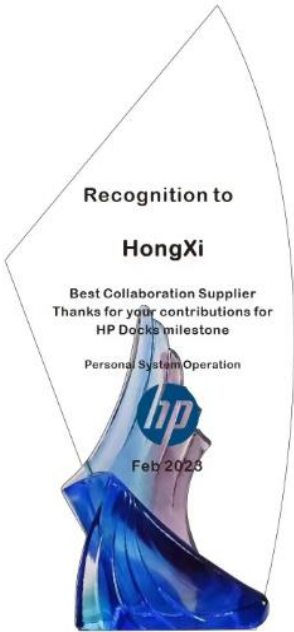 Recognition to
HongXi
Best Collaboration Supplier
Thanks for your contributions for
HP Docks milestone
Personal System Operation
hp
Feb 2023